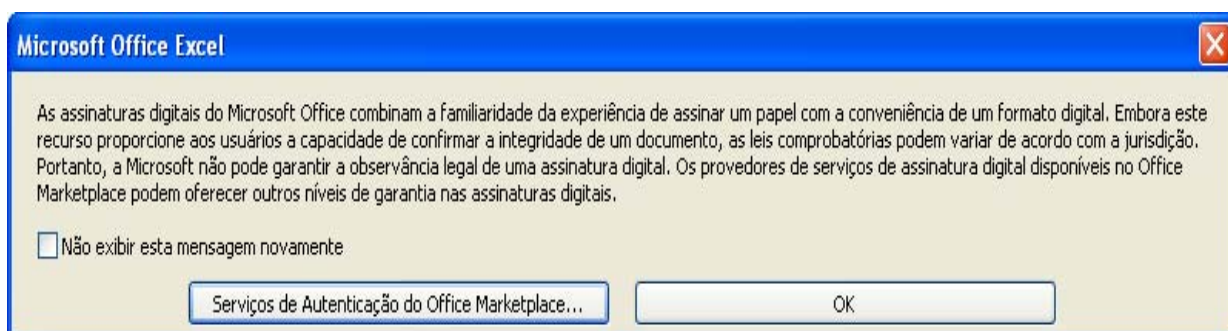 Microsoft Office Excel
As assinaturas digitais do Microsoft Office combinam a familiaridade da experiência de assinar um papel com a conveniência de um formato digital. Embora este
recurso proporcione aos usuários a capacidade de confirmar a integridade de um documento, as leis comprobatórias podem variar de acordo com a jurisdição.
Portanto, a Microsoft não pode garantir a observância legal de uma assinatura digital. Os provedores de serviços de assinatura digital disponíveis no Office
Marketplace podem oferecer outros níveis de garantia nas assinaturas digitais.
Não exibir esta mensagem novamente
Serviços de Autenticação do Office Marketplace... OK